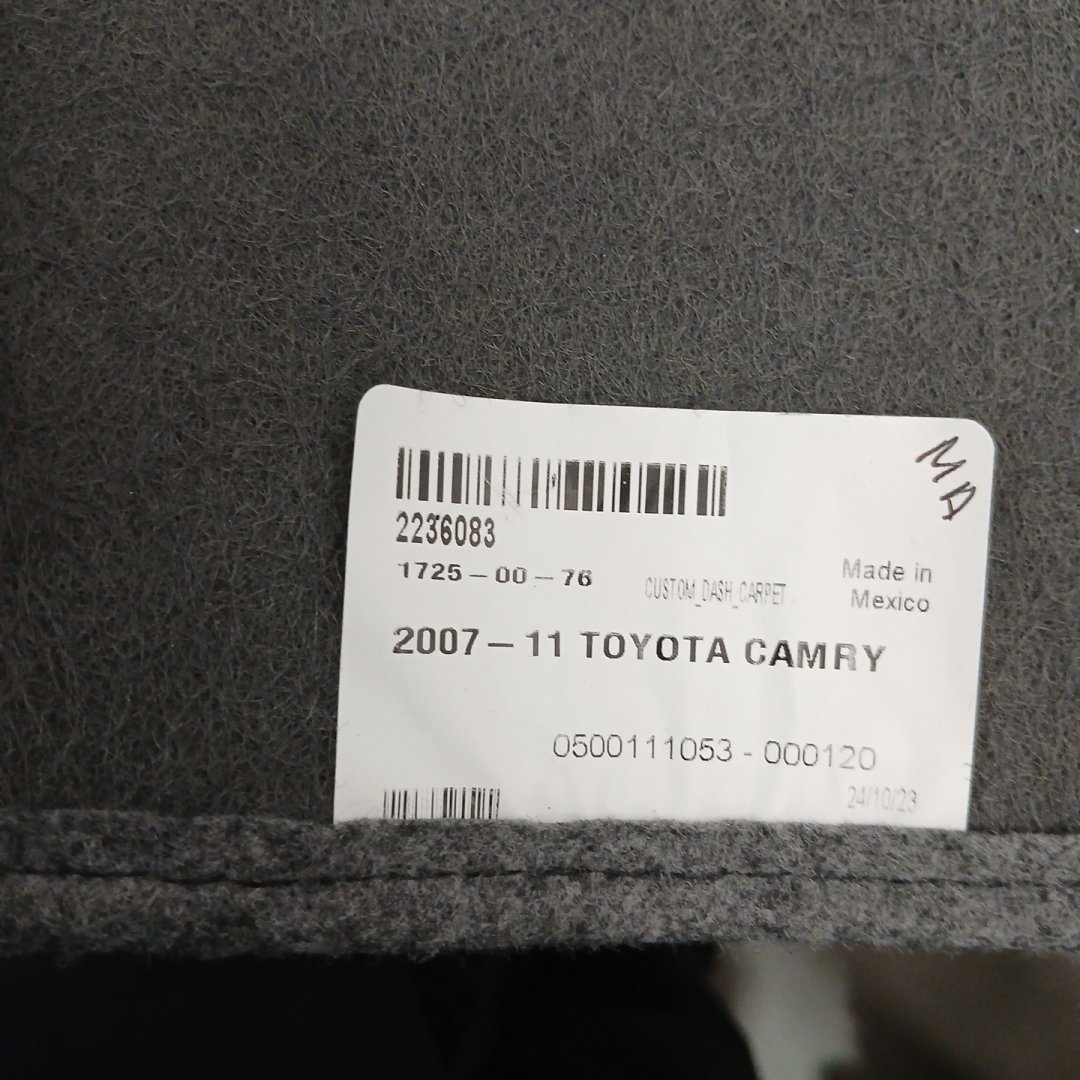 MA
2236083
1725-00-76
CUSTOM_DASH_CARPET
Made in
Mexico
2007-11 TOYOTA CAMRY
0500111053-000120
24/10/23